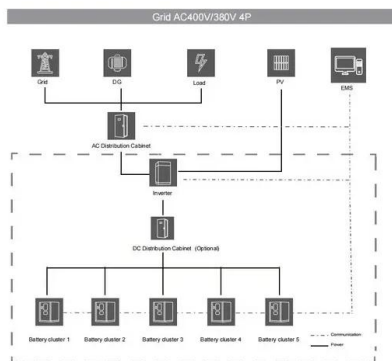 Grid AC400V/380V 4P
Grid
DG
Load
PV
EMS
AC Distribution Cabinet
Inverter
DC Distribution Cabinet (Optional)
Battery cluster 1
Battery cluster 2
Battery cluster 3
Battery cluster 4
Battery cluster 5
Communication
Power